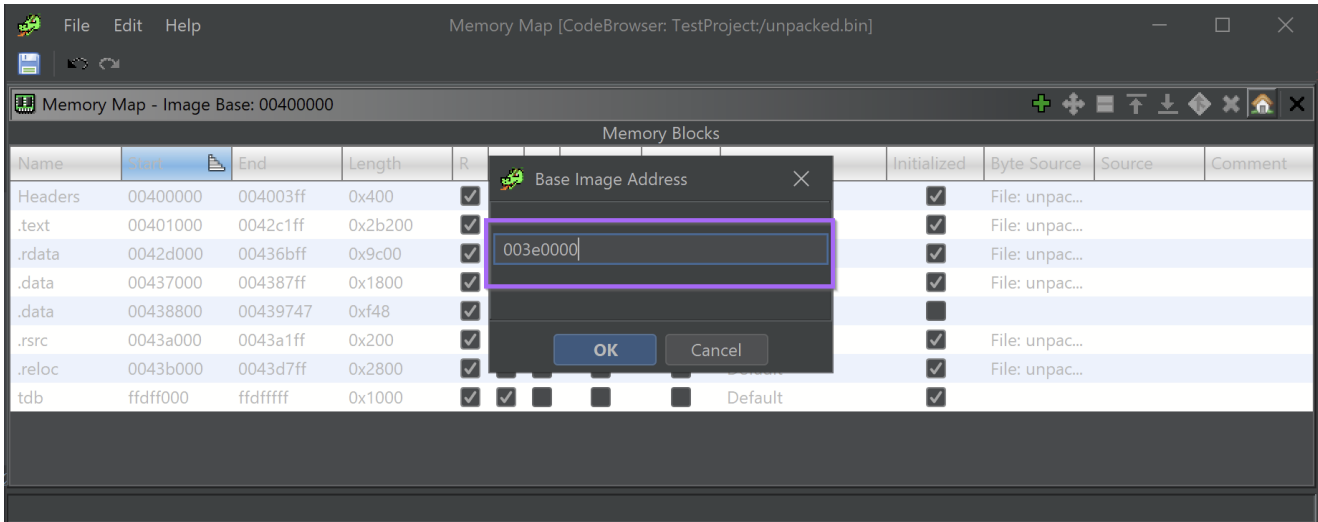 File Edit Help Memory Map [CodeBrowser: TestProject:/unpacked.bin]
Memory Map - Image Base: 00400000
Memory Blocks
Name Start End Length R Initialized Byte Source Source Comment
Base Image Address
Headers 00400000 004003ff 0x400 File: unpac...
.text 00401000 0042c1ff 0x2b200 File: unpac...
003e0000
.rdata 0042d000 00436bff 0x9c00 File: unpac...
.data 00437000 004387ff 0x1800 File: unpac...
.data 00438800 00439747 0xf48
.rsrc 0043a000 0043a1ff 0x200 File: unpac...
OK Cancel
.reloc 0043b000 0043d7ff 0x2800 Default File: unpac...
tdb ffdff000 ffdfffff 0x1000 Default